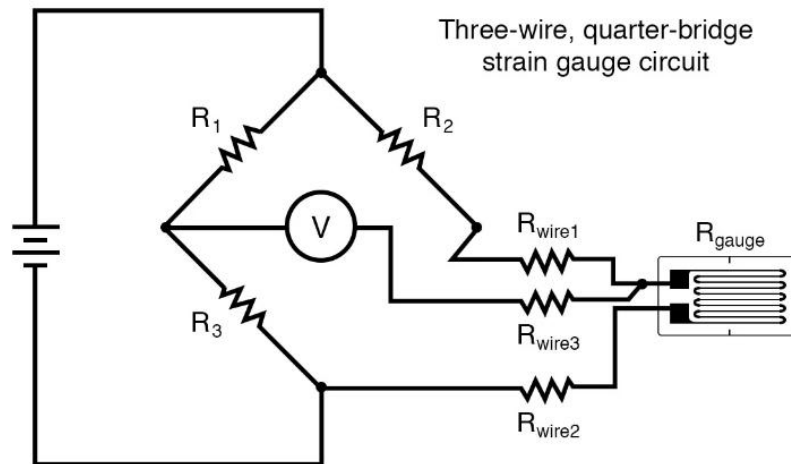 Three-wire, quarter-bridge
strain gauge circuit
R1
R2
V
Rwire1
Rgauge
R3
Rwire3
Rwire2